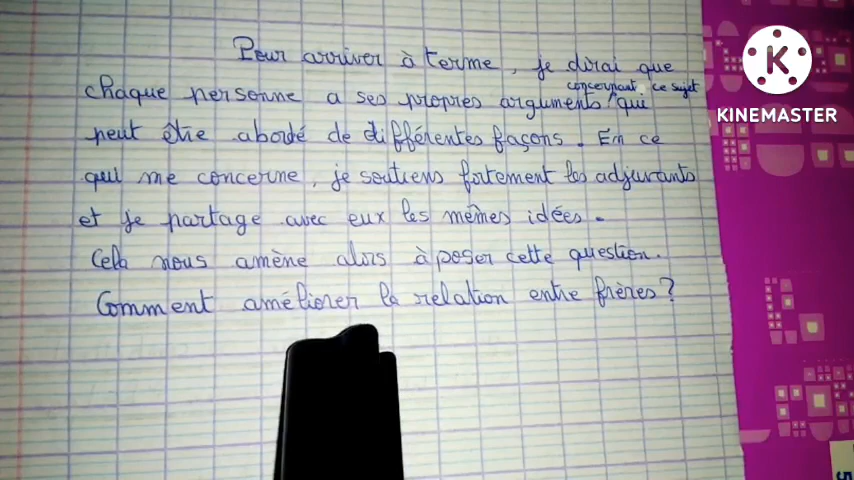 Pour arriver à terme, je dirai que
chaque personne a ses propres arguments concernant ce sujet qui
peut être abordé de différentes façons. En ce
qui me concerne, je soutiens fortement les adjuvants
et je partage avec eux les mêmes idées.
Cela nous amène alors à poser cette question.
Comment améliorer la relation entre frères?
K
KINEMASTER